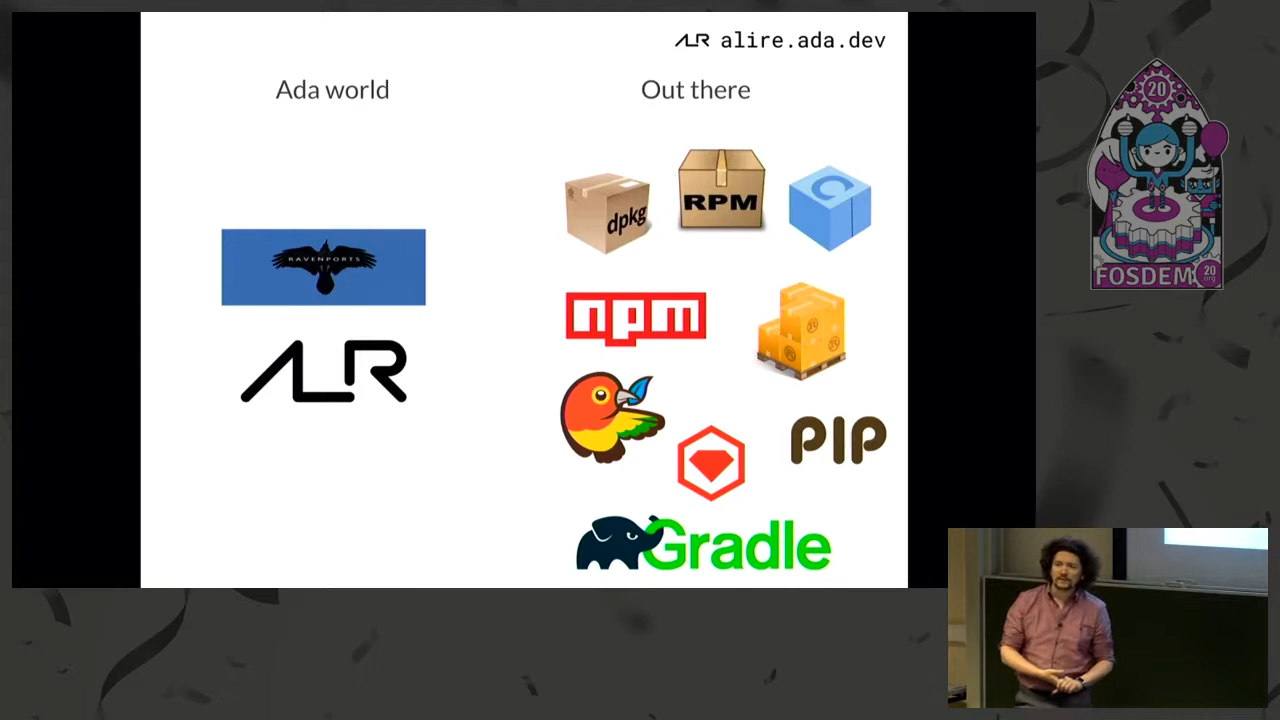 ALR alire.ada.dev
Ada world
Out there
RAVENPORTS
ALR
dpkg
RPM
npm
PIP
Gradle
20
FOSDEM
20
org